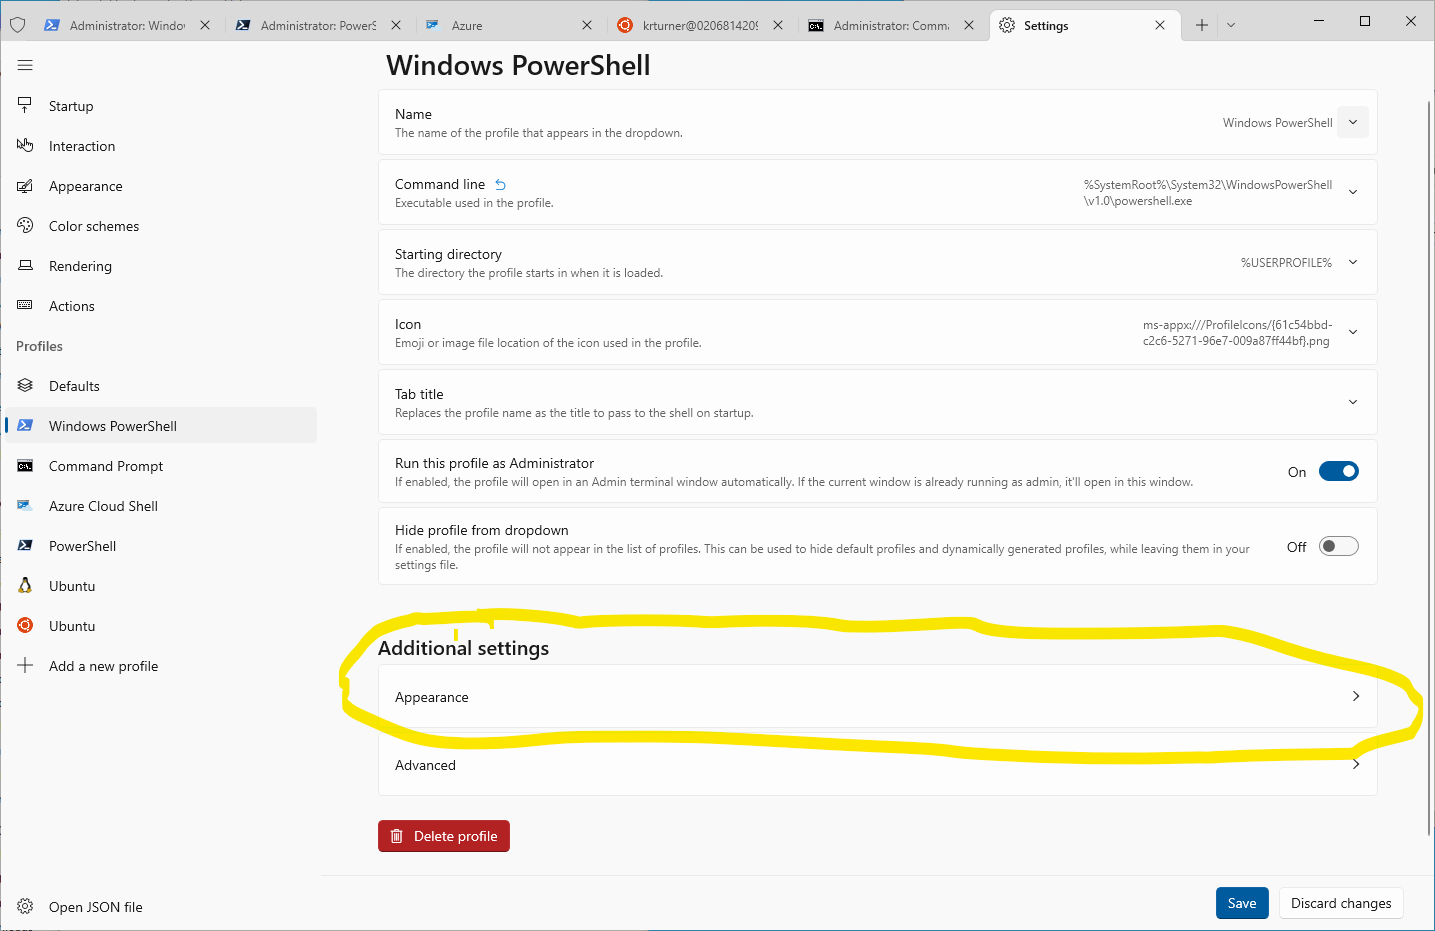 Administrator: Windov
Administrator: PowerS
Azure
krturner@0206814209
Administrator: Comma
Settings
Windows PowerShell
Startup
Interaction
Appearance
Color schemes
Rendering
Actions
Profiles
Defaults
Windows PowerShell
Command Prompt
Azure Cloud Shell
PowerShell
Ubuntu
Ubuntu
Add a new profile
Open JSON file
Name
The name of the profile that appears in the dropdown.
Windows PowerShell
Command line
Executable used in the profile.
%SystemRoot%\System32\WindowsPowerShell
\v1.0\powershell.exe
Starting directory
The directory the profile starts in when it is loaded.
%USERPROFILE%
Icon
Emoji or image file location of the icon used in the profile.
ms-appx:///ProfileIcons/{61c54bbd-
c2c6-5271-96e7-009a87ff44bf}.png
Tab title
Replaces the profile name as the title to pass to the shell on startup.
Run this profile as Administrator
If enabled, the profile will open in an Admin terminal window automatically. If the current window is already running as admin, it'll open in this window.
On
Hide profile from dropdown
If enabled, the profile will not appear in the list of profiles. This can be used to hide default profiles and dynamically generated profiles, while leaving them in your
settings file.
Off
Additional settings
Appearance
Advanced
Delete profile
Save
Discard changes